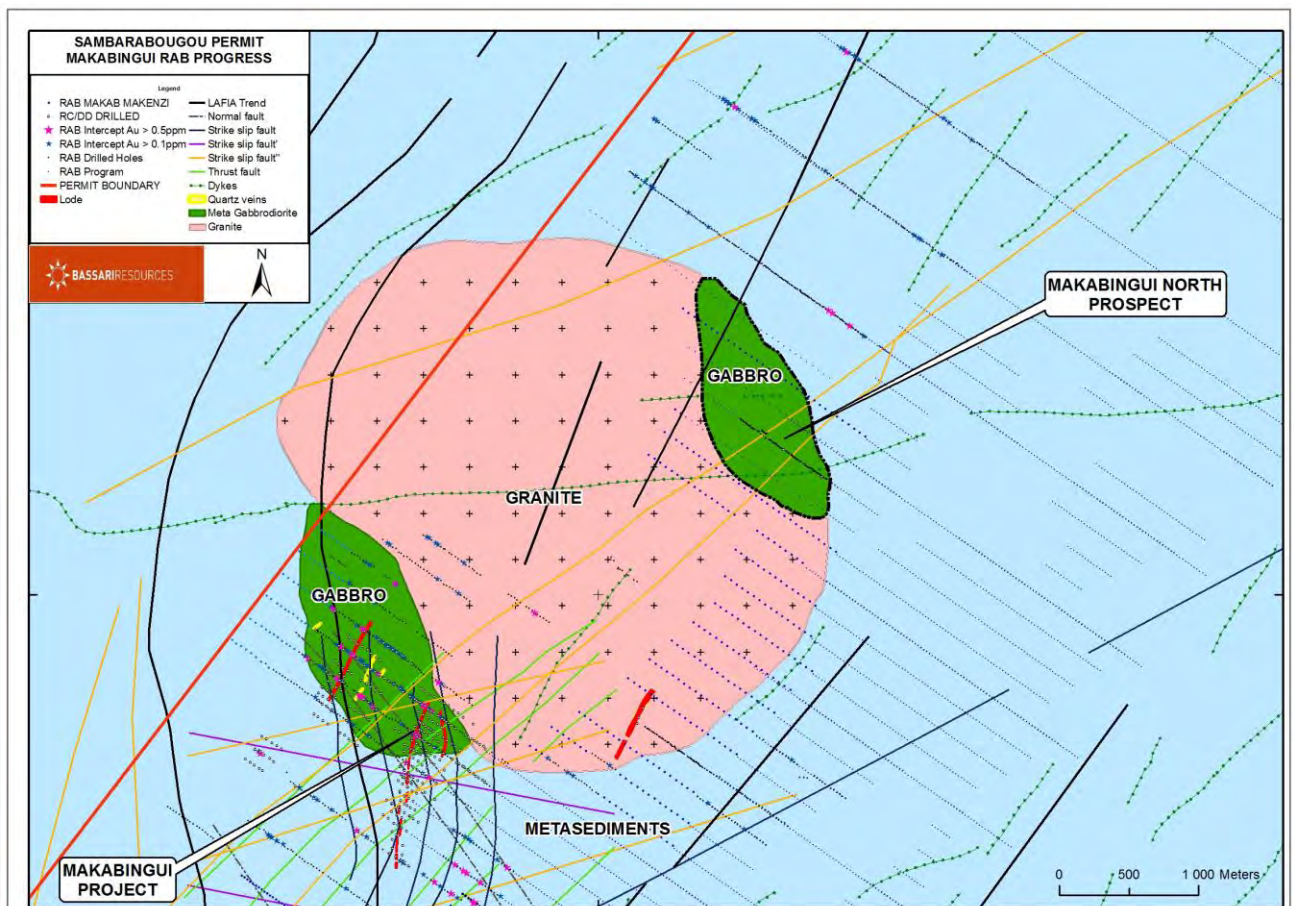 SAMBARABOUGOU PERMIT
MAKABINGUI RAB PROGRESS
Legend
RAB MAKAB MAKENZI
RC/DD DRILLED
RAB Intercept Au > 0.5ppm
RAB Intercept Au > 0.1ppm
RAB Drilled Holes
RAB Program
PERMIT BOUNDARY
Lode
LAFIA Trend
Normal fault
Strike slip fault
Strike slip fault'
Strike slip fault"
Thrust fault
Dykes
Quartz veins
Meta Gabbrodiorite
Granite
BASSARIRESOURCES
N
MAKABINGUI NORTH
PROSPECT
GABBRO
GRANITE
GABBRO
METASEDIMENTS
MAKABINGUI
PROJECT
0 500 1 000 Meters